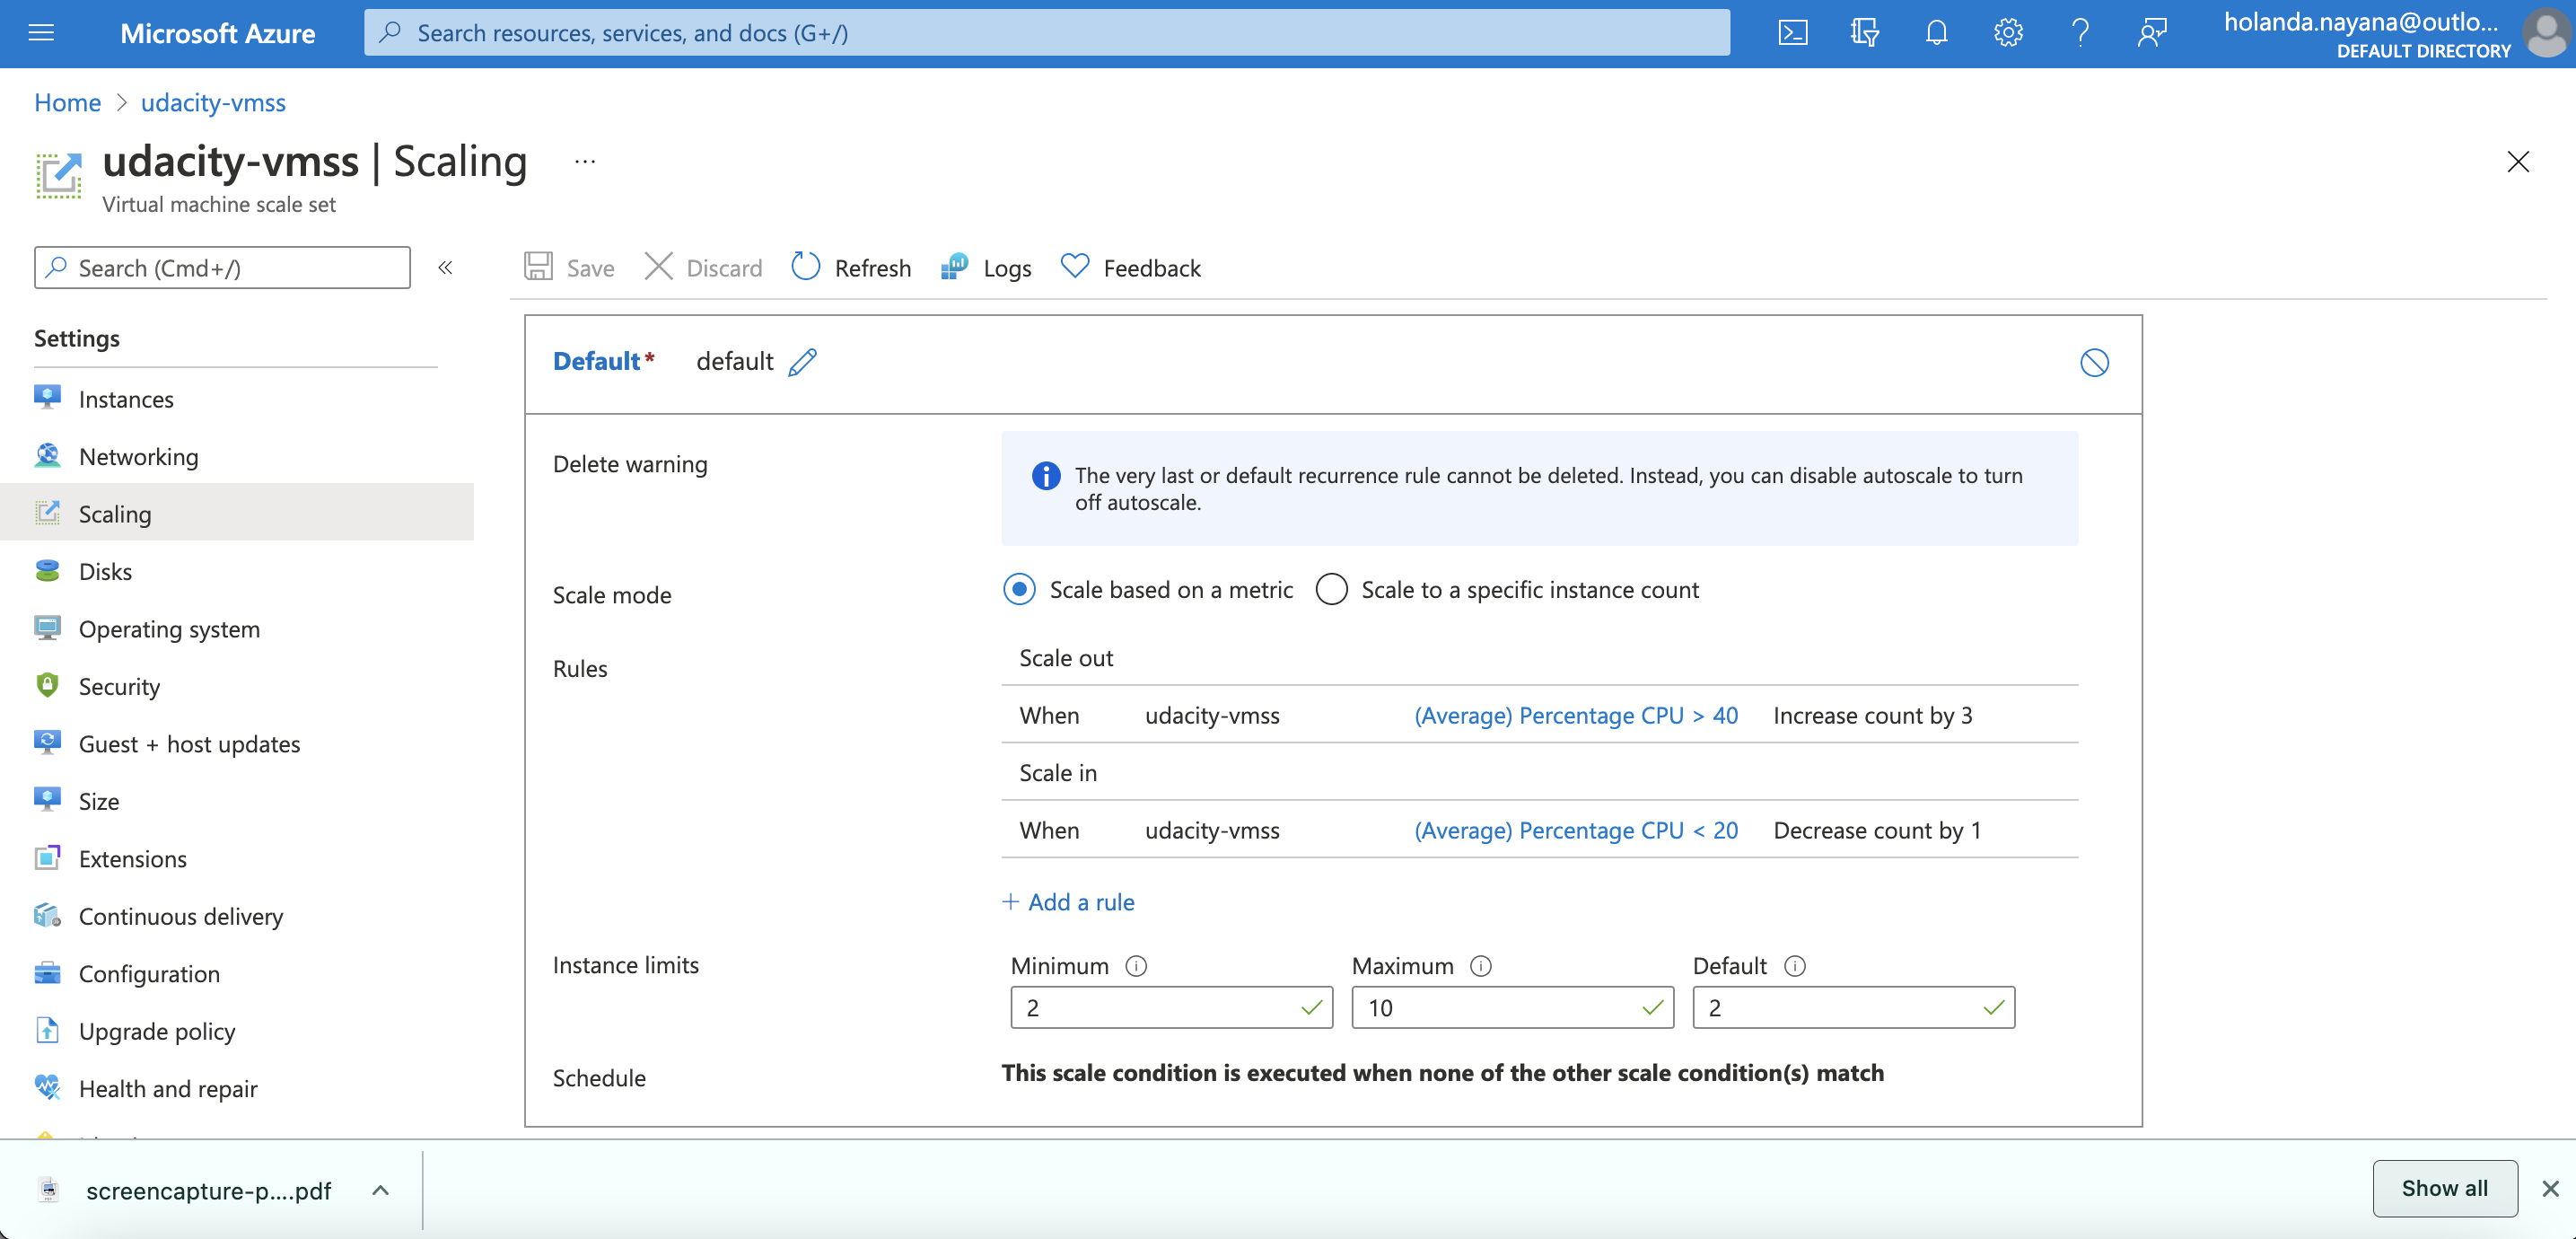 Microsoft Azure
Search resources, services, and docs (G+/)
holanda.nayana@outlo...
DEFAULT DIRECTORY
Home > udacity-vmss
udacity-vmss | Scaling ...
Virtual machine scale set
Search (Cmd+/) «
Save Discard Refresh Logs Feedback
Settings
Instances
Networking
Scaling
Disks
Operating system
Security
Guest + host updates
Size
Extensions
Continuous delivery
Configuration
Upgrade policy
Health and repair
Default* default
Delete warning
The very last or default recurrence rule cannot be deleted. Instead, you can disable autoscale to turn
off autoscale.
Scale mode
Scale based on a metric Scale to a specific instance count
Rules
Scale out
When udacity-vmss (Average) Percentage CPU > 40 Increase count by 3
Scale in
When udacity-vmss (Average) Percentage CPU < 20 Decrease count by 1
+ Add a rule
Instance limits
Minimum Maximum Default
2 10 2
Schedule
This scale condition is executed when none of the other scale condition(s) match
screencapture-p....pdf
Show all